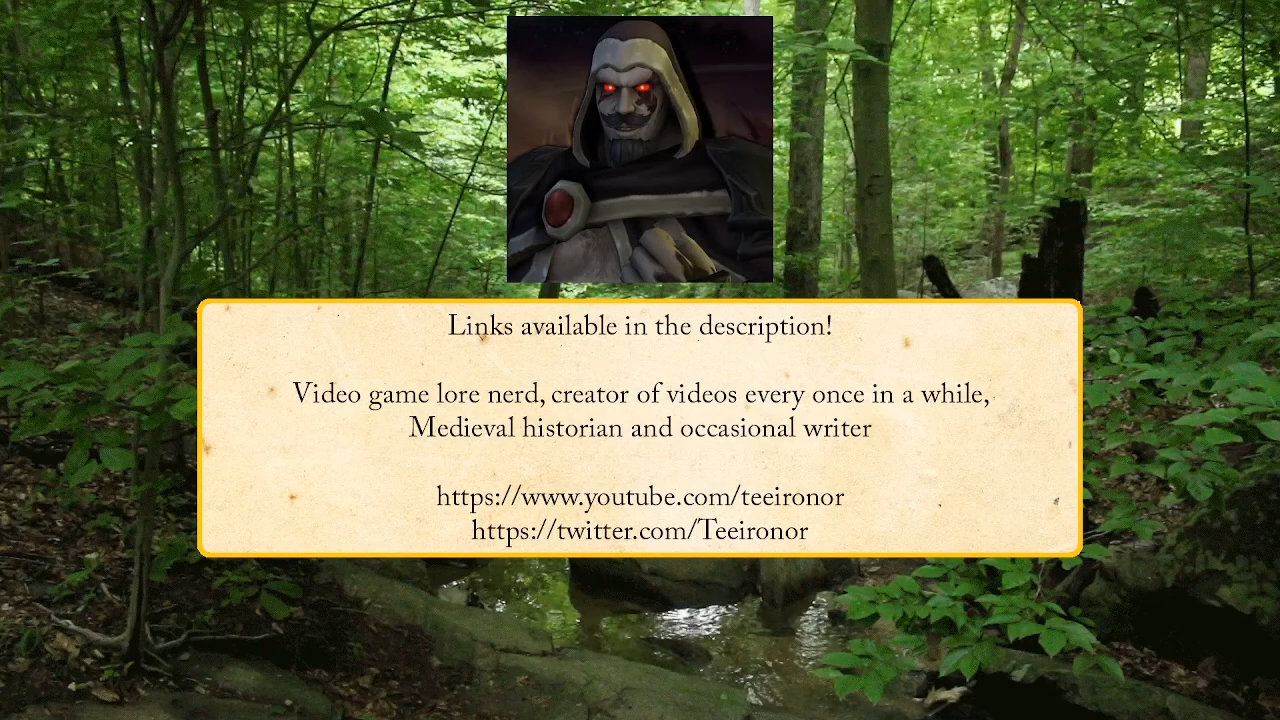 Links available in the description!
Video game lore nerd, creator of videos every once in a while,
Medieval historian and occasional writer
https://www.youtube.com/teeironor
https://twitter.com/Teeironor